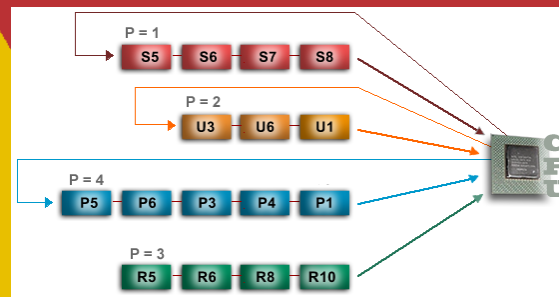 P = 1
S5 S6 S7 S8
P = 2
U3 U6 U1
CPU
P = 4
P5 P6 P3 P4 P1
P = 3
R5 R6 R8 R10